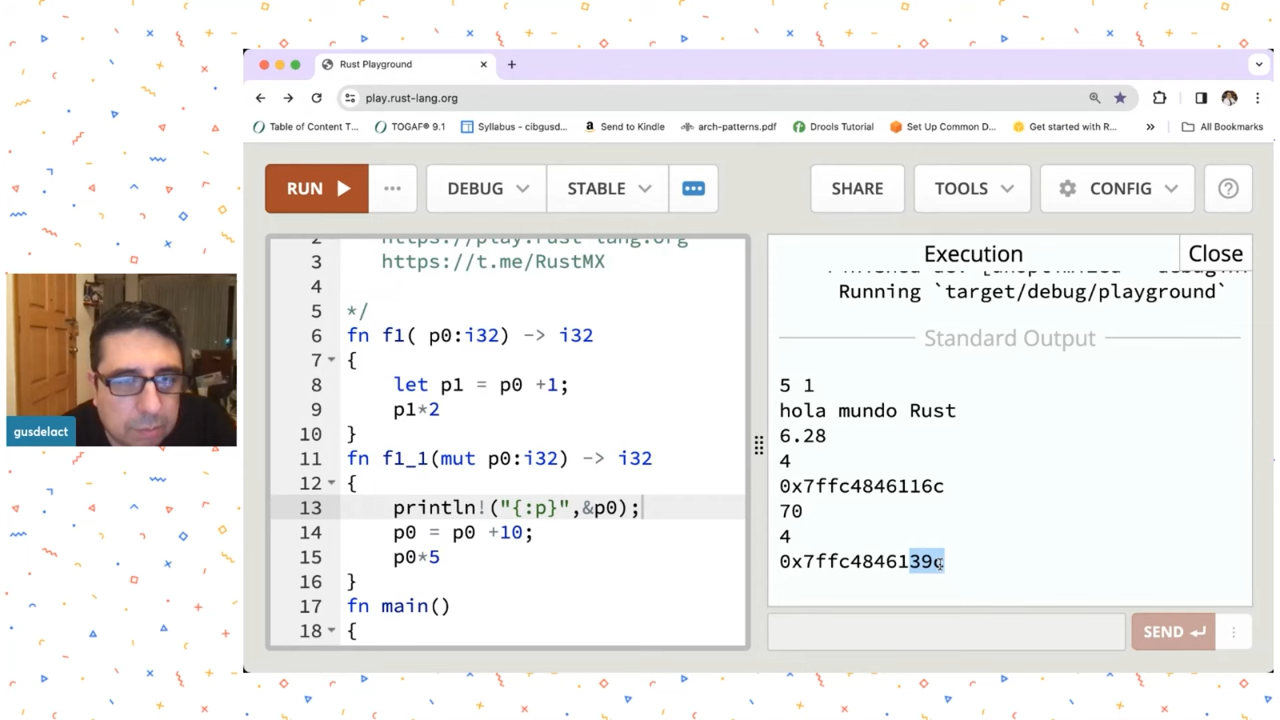 Rust Playground
play.rust-lang.org
Table of Content T...
TOGAF® 9.1
Syllabus - cibgusd...
Send to Kindle
arch-patterns.pdf
Drools Tutorial
Set Up Common D...
Get started with R...
»
All Bookmarks
RUN
DEBUG
STABLE
SHARE
TOOLS
CONFIG
2 https://play.rust-lang.org
3 https://t.me/RustMX
4
5 */
6 fn f1( p0:i32) -> i32
7 {
8 let p1 = p0 +1;
9 p1*2
10 }
11 fn f1_1(mut p0:i32) -> i32
12 {
13 println!("{:p}",&p0);
14 p0 = p0 +10;
15 p0*5
16 }
17 fn main()
18 {
Execution
Close
Running `target/debug/playground`
Standard Output
5 1
hola mundo Rust
6.28
4
0x7ffc4846116c
70
4
0x7ffc4846139c
SEND
gusdelact